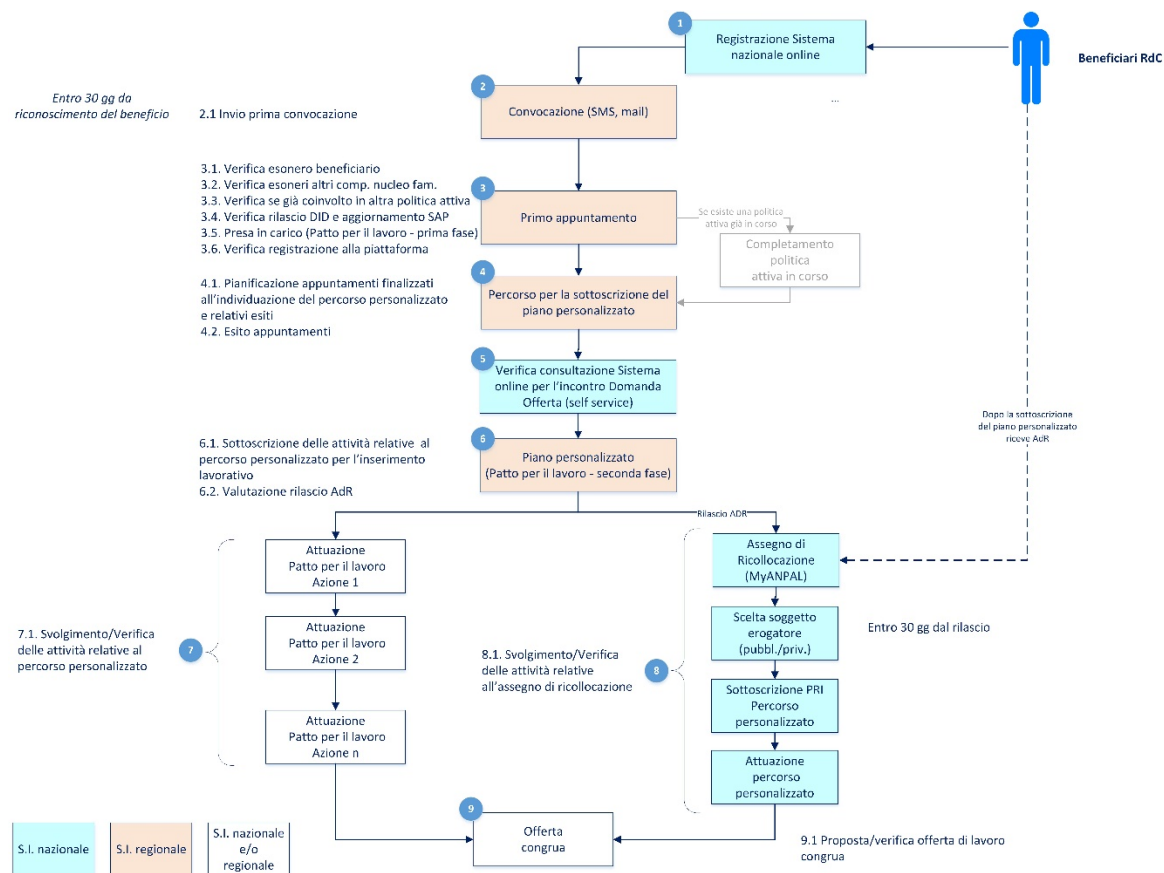 1
Registrazione Sistema
nazionale online
Beneficiari RdC
...
Entro 30 gg da
riconoscimento del beneficio
2.1 Invio prima convocazione
2
Convocazione (SMS, mail)
3.1. Verifica esonero beneficiario
3.2. Verifica esoneri altri comp. nucleo fam.
3.3. Verifica se già coinvolto in altra politica attiva
3.4. Verifica rilascio DID e aggiornamento SAP
3.5. Presa in carico (Patto per il lavoro - prima fase)
3.6. Verifica registrazione alla piattaforma
3
Primo appuntamento
Se esiste una politica
attiva già in corso
Completamento
politica
attiva in corso
4.1. Pianificazione appuntamenti finalizzati
all'individuazione del percorso personalizzato
e relativi esiti
4.2. Esito appuntamenti
4
Percorso per la sottoscrizione del
piano personalizzato
5
Verifica consultazione Sistema
online per l'incontro Domanda
Offerta (self service)
Dopo la sottoscrizione
del piano personalizzato
riceve AdR
6.1. Sottoscrizione delle attività relative al
percorso personalizzato per l'inserimento
lavorativo
6.2. Valutazione rilascio AdR
6
Piano personalizzato
(Patto per il lavoro - seconda fase)
Rilascio ADR
7.1. Svolgimento/Verifica
delle attività relative al
percorso personalizzato
7
Attuazione
Patto per il lavoro
Azione 1
Attuazione
Patto per il lavoro
Azione 2
Attuazione
Patto per il lavoro
Azione n
8.1. Svolgimento/Verifica
delle attività relative
all'assegno di ricollocazione
8
Assegno di
Ricollocazione
(MyANPAL)
Scelta soggetto
erogatore
(pubbl./priv.)
Entro 30 gg dal rilascio
Sottoscrizione PRI
Percorso
personalizzato
Attuazione
percorso
personalizzato
9
Offerta
congrua
9.1 Proposta/verifica offerta di lavoro
congrua
S.I. nazionale
S.I. regionale
S.I. nazionale
e/o
regionale